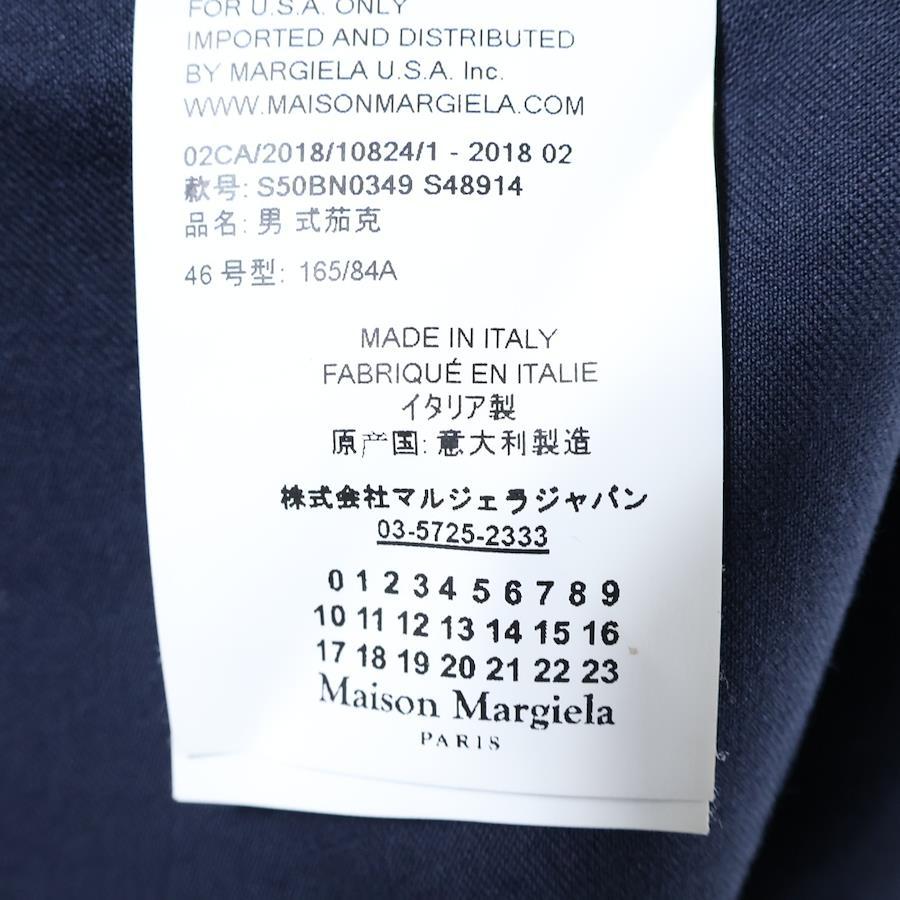 FOR U.S.A. ONLY
IMPORTED AND DISTRIBUTED
BY MARGIELA U.S.A. Inc.
WWW.MAISONMARGIELA.COM
02CA/2018/10824/1 - 2018 02
款号: S50BN0349 S48914
品名: 男 式茄克
46 号型: 165/84A
MADE IN ITALY
FABRIQUÉ EN ITALIE
イタリア製
原产国: 意大利製造
株式会社マルジェラジャパン
03-5725-2333
0 1 2 3 4 5 6 7 8 9
10 11 12 13 14 15 16
17 18 19 20 21 22 23
Maison Margiela
PARIS